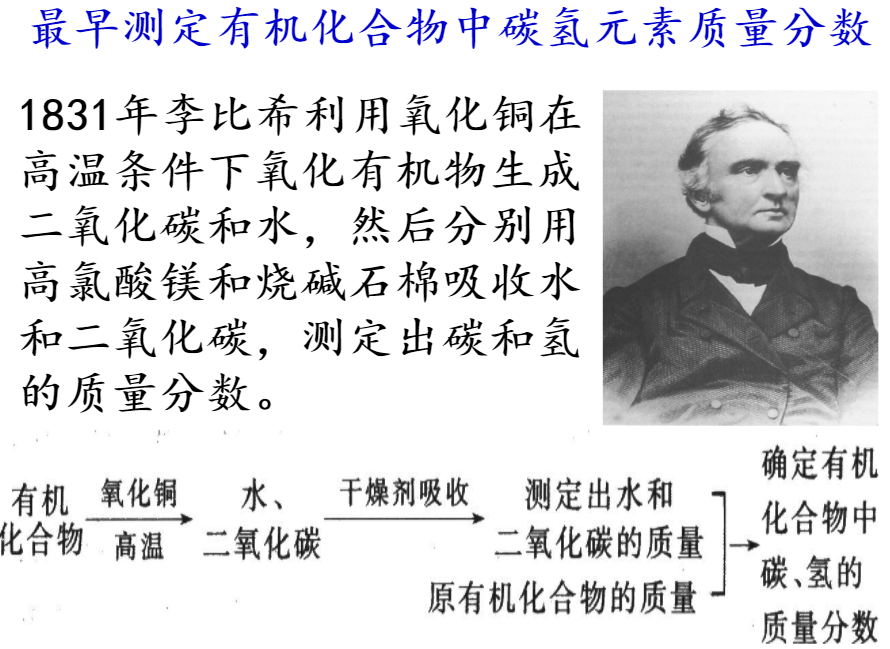 最早测定有机化合物中碳氢元素质量分数
1831年李比希利用氧化铜在
高温条件下氧化有机物生成
二氧化碳和水，然后分别用
高氯酸镁和烧碱石棉吸收水
和二氧化碳，测定出碳和氢
的质量分数。
有机
化合物
氧化铜
高温
水、
二氧化碳
干燥剂吸收
测定出水和
二氧化碳的质量
原有机化合物的质量
确定有机
化合物中
碳、氢的
质量分数